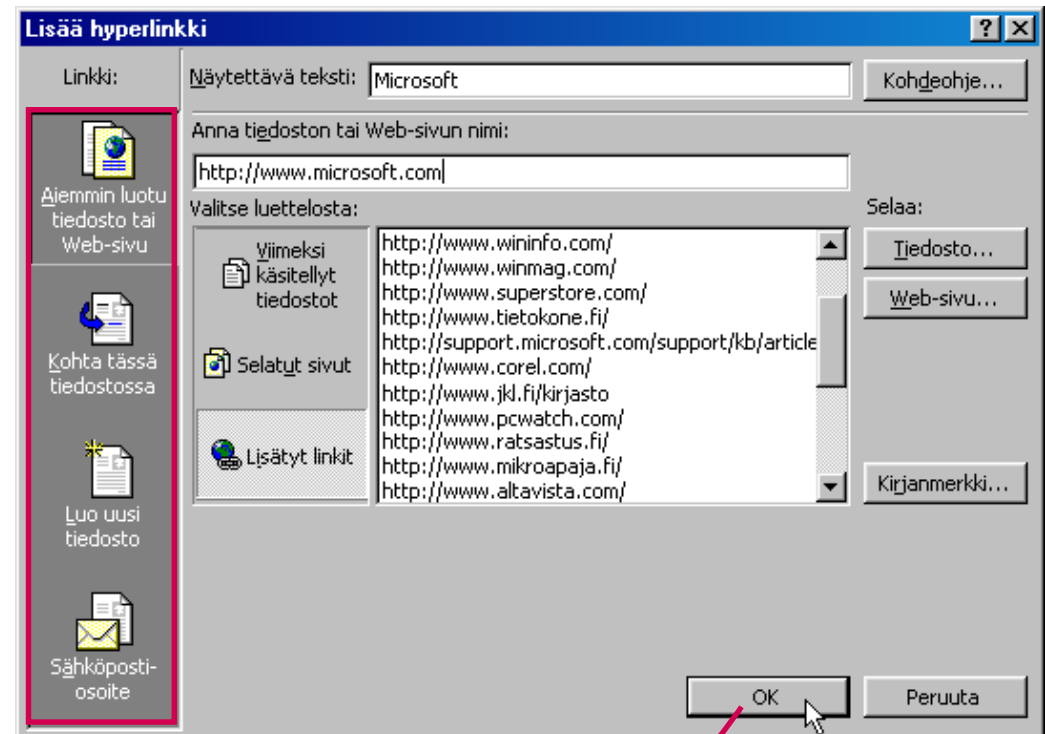 Lisää hyperlinkki
Linkki:
Näytettävä teksti:
Microsoft
Kohdeohje...
Anna tiedoston tai Web-sivun nimi:
http://www.microsoft.com
Aiemmin luotu
tiedosto tai
Web-sivu
Kohta tässä
tiedostossa
Luo uusi
tiedosto
Sähköposti-
osoite
Valitse luettelosta:
Viimeksi
käsitellyt
tiedostot
Selatut sivut
Lisätyt linkit
http://www.wininfo.com/
http://www.winmag.com/
http://www.superstore.com/
http://www.tietokone.fi/
http://support.microsoft.com/support/kb/article
http://www.corel.com/
http://www.jkl.fi/kirjasto
http://www.pcwatch.com/
http://www.ratsastus.fi/
http://www.mikroapaja.fi/
http://www.altavista.com/
Selaa:
Tiedosto...
Web-sivu...
Kirjanmerkki...
OK
Peruuta